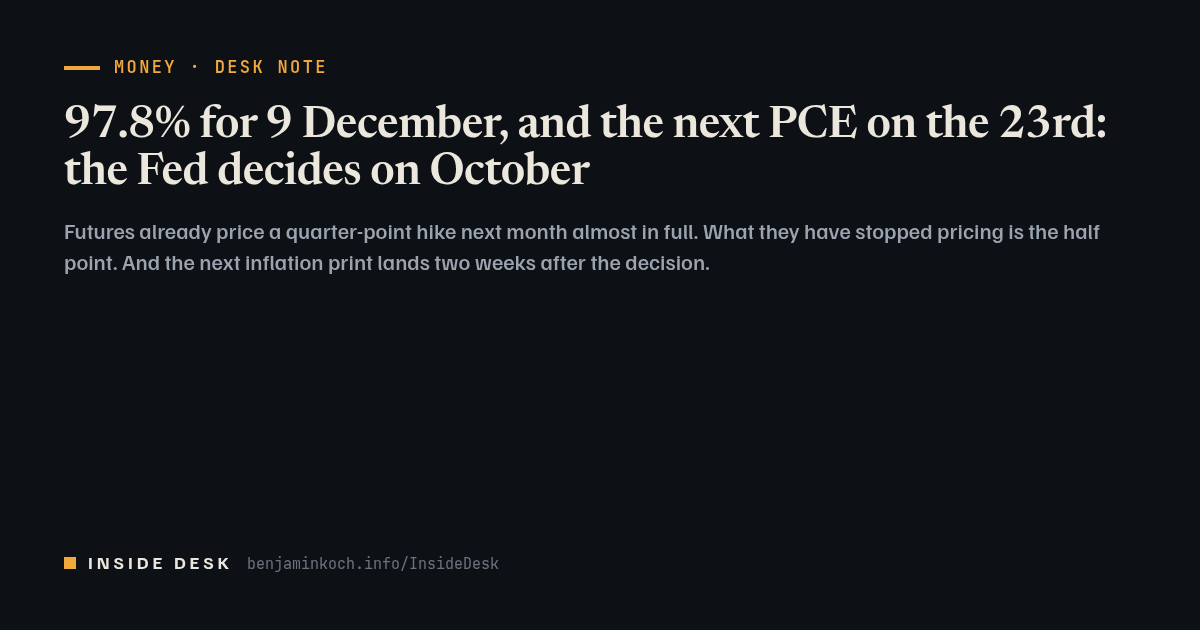 MONEY · DESK NOTE
97.8% for 9 December, and the next PCE on the 23rd:
the Fed decides on October
Futures already price a quarter-point hike next month almost in full. What they have stopped pricing is the half
point. And the next inflation print lands two weeks after the decision.
INSIDE DESK benjaminkoch.info/InsideDesk